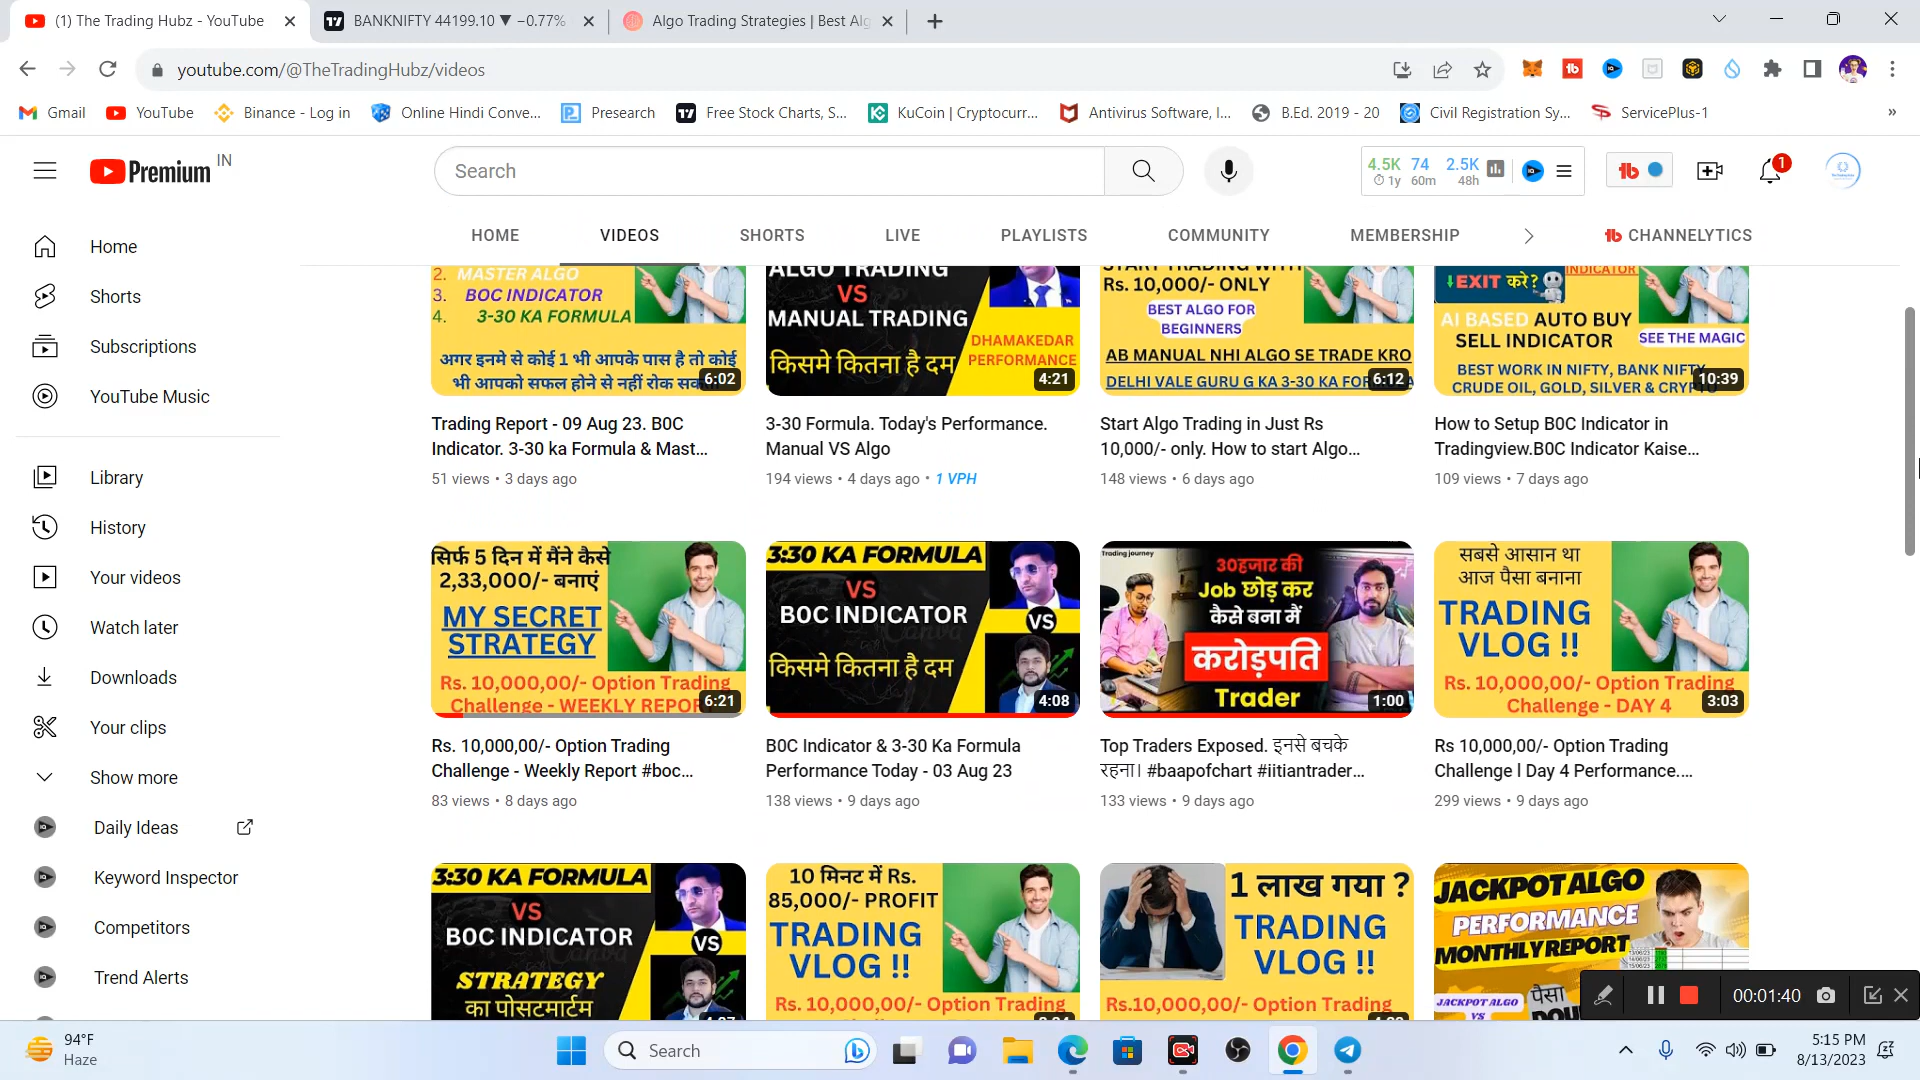 (1) The Trading Hubz - YouTube
BANKNIFTY 44199.10 ▼ −0.77%
Algo Trading Strategies | Best Alg
youtube.com/@TheTradingHubz/videos
Gmail
YouTube
Binance - Log in
Online Hindi Conve...
Presearch
Free Stock Charts, S...
KuCoin | Cryptocurr...
Antivirus Software, I...
B.Ed. 2019 - 20
Civil Registration Sy...
ServicePlus-1
»
Premium IN
Search
4.5K 74 2.5K
1y 60m 48h
1
HOME
VIDEOS
SHORTS
LIVE
PLAYLISTS
COMMUNITY
MEMBERSHIP
CHANNELYTICS
Home
Shorts
Subscriptions
YouTube Music
Library
History
Your videos
Watch later
Downloads
Your clips
Show more
Daily Ideas
Keyword Inspector
Competitors
Trend Alerts
2. MASTER ALGO
3. BOC INDICATOR
4. 3-30 KA FORMULA
अगर इनमे से कोई 1 भी आपके पास है तो कोई
भी आपको सफल होने से नहीं रोक
6:02
Trading Report - 09 Aug 23. B0C
Indicator. 3-30 ka Formula & Mast...
51 views • 3 days ago
ALGO TRADING
VS
MANUAL TRADING
किसमे कितना है दम
DHAMAKEDAR
PERFORMANCE
4:21
3-30 Formula. Today's Performance.
Manual VS Algo
194 views • 4 days ago • 1 VPH
START TRADING WITH
Rs. 10,000/- ONLY
BEST ALGO FOR
BEGINNERS
AB MANUAL NHI ALGO SE TRADE KRO
DELHI VALE GURU G KA 3-30 KA
6:12
Start Algo Trading in Just Rs
10,000/- only. How to start Algo...
148 views • 6 days ago
EXIT करे?
INDICATOR
AI BASED AUTO BUY
SELL INDICATOR
SEE THE MAGIC
BEST WORK IN NIFTY, BANK NIFTY,
CRUDE OIL, GOLD, SILVER & CRYPTO
10:39
How to Setup B0C Indicator in
Tradingview.B0C Indicator Kaise...
109 views • 7 days ago
सिर्फ 5 दिन में मैंने कैसे
2,33,000/- बनाएं
MY SECRET
STRATEGY
Rs. 10,000,00/- Option Trading
Challenge - WEEKLY REPORT
6:21
Rs. 10,000,00/- Option Trading
Challenge - Weekly Report #boc...
83 views • 8 days ago
3:30 KA FORMULA
VS
B0C INDICATOR
किसमे कितना है दम
VS
4:08
B0C Indicator & 3-30 Ka Formula
Performance Today - 03 Aug 23
138 views • 9 days ago
Trading journey
30हजार की
Job छोड़ कर
कैसे बना मैं
करोड़पति
Trader
1:00
Top Traders Exposed. इनसे बचके
रहना। #baapofchart #iitiantrader...
133 views • 9 days ago
सबसे आसान था
आज पैसा बनाना
TRADING
VLOG !!
Rs. 10,000,00/- Option Trading
Challenge - DAY 4
3:03
Rs 10,000,00/- Option Trading
Challenge l Day 4 Performance....
299 views • 9 days ago
3:30 KA FORMULA
VS
B0C INDICATOR
STRATEGY
का पोसटमार्टम
VS
10 मिनट में Rs.
85,000/- PROFIT
TRADING
VLOG !!
Rs. 10,000,00/- Option Trading
1 लाख गया ?
TRADING
VLOG !!
Rs.10,000,00/- Option Trading
JACKPOT ALGO
PERFORMANCE
MONTHLY REPORT
JACKPOT ALGO
VS
पैसा
00:01:40
94°F
Haze
Search
5:15 PM
8/13/2023